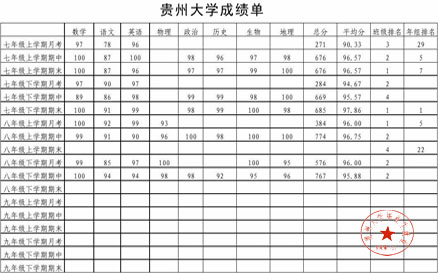 贵州大学成绩单
数学 语文 英语 物理 政治 历史 生物 地理 总分 平均分 班级排名 年组排名
七年级上学期月考 97 78 96 271 90.33 3 29
七年级上学期期中 100 87 100 98 96 97 98 676 96.57 2 5
七年级上学期期末 100 87 96 97 97 99 100 676 96.57 1 7
七年级下学期月考 97 90 97 284 94.67 2
七年级下学期期中 89 86 98 99 99 98 100 669 95.57 4
七年级下学期期末 100 91 99 98 99 100 98 685 97.86 1 1
八年级上学期月考 100 92 99 93 384 96.00 1 1
八年级上学期期中 99 91 90 96 100 98 100 100 774 96.75 2
八年级上学期期末 4 22
八年级下学期月考 99 85 97 100 100 95 576 96.00 2
八年级下学期期中 100 94 94 98 98 92 95 96 767 95.88 2
八年级下学期期末
九年级上学期月考
九年级上学期期中
九年级上学期期末
九年级下学期月考
九年级下学期期中
九年级下学期期末